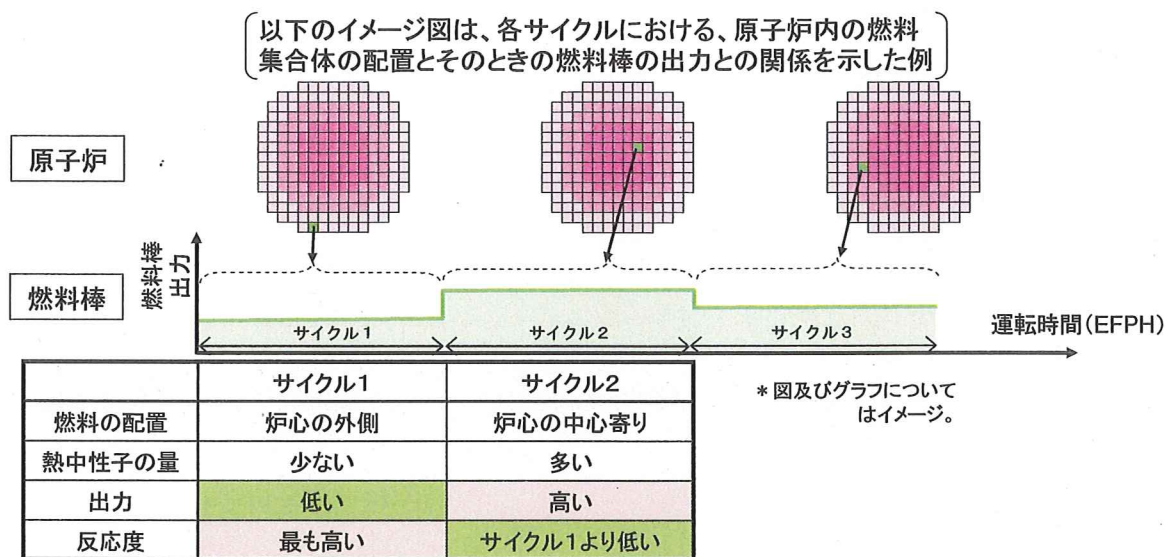 以下のイメージ図は、各サイクルにおける、原子炉内の燃料
集合体の配置とそのときの燃料棒の出力との関係を示した例
原子炉
燃料棒
燃料棒
出力
サイクル1
サイクル2
サイクル3
運転時間(EFPH)
サイクル1 サイクル2
燃料の配置 炉心の外側 炉心の中心寄り
熱中性子の量 少ない 多い
出力 低い 高い
反応度 最も高い サイクル1より低い
*図及びグラフについて
はイメージ。